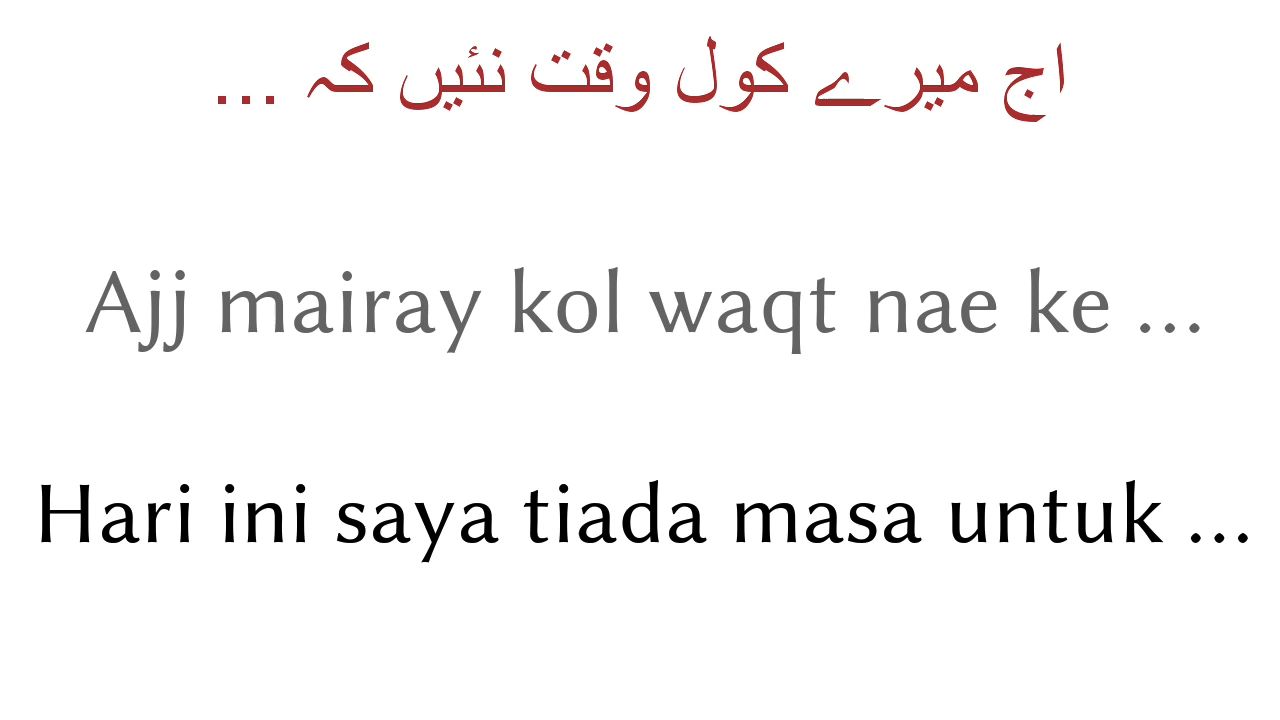 اج میرے کول وقت نئیں کہ ...
Ajj mairay kol waqt nae ke ...
Hari ini saya tiada masa untuk ...